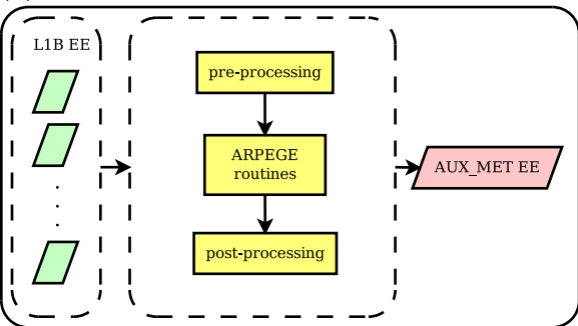 L1B EE
pre-processing
ARPEGE
routines
post-processing
AUX_MET EE